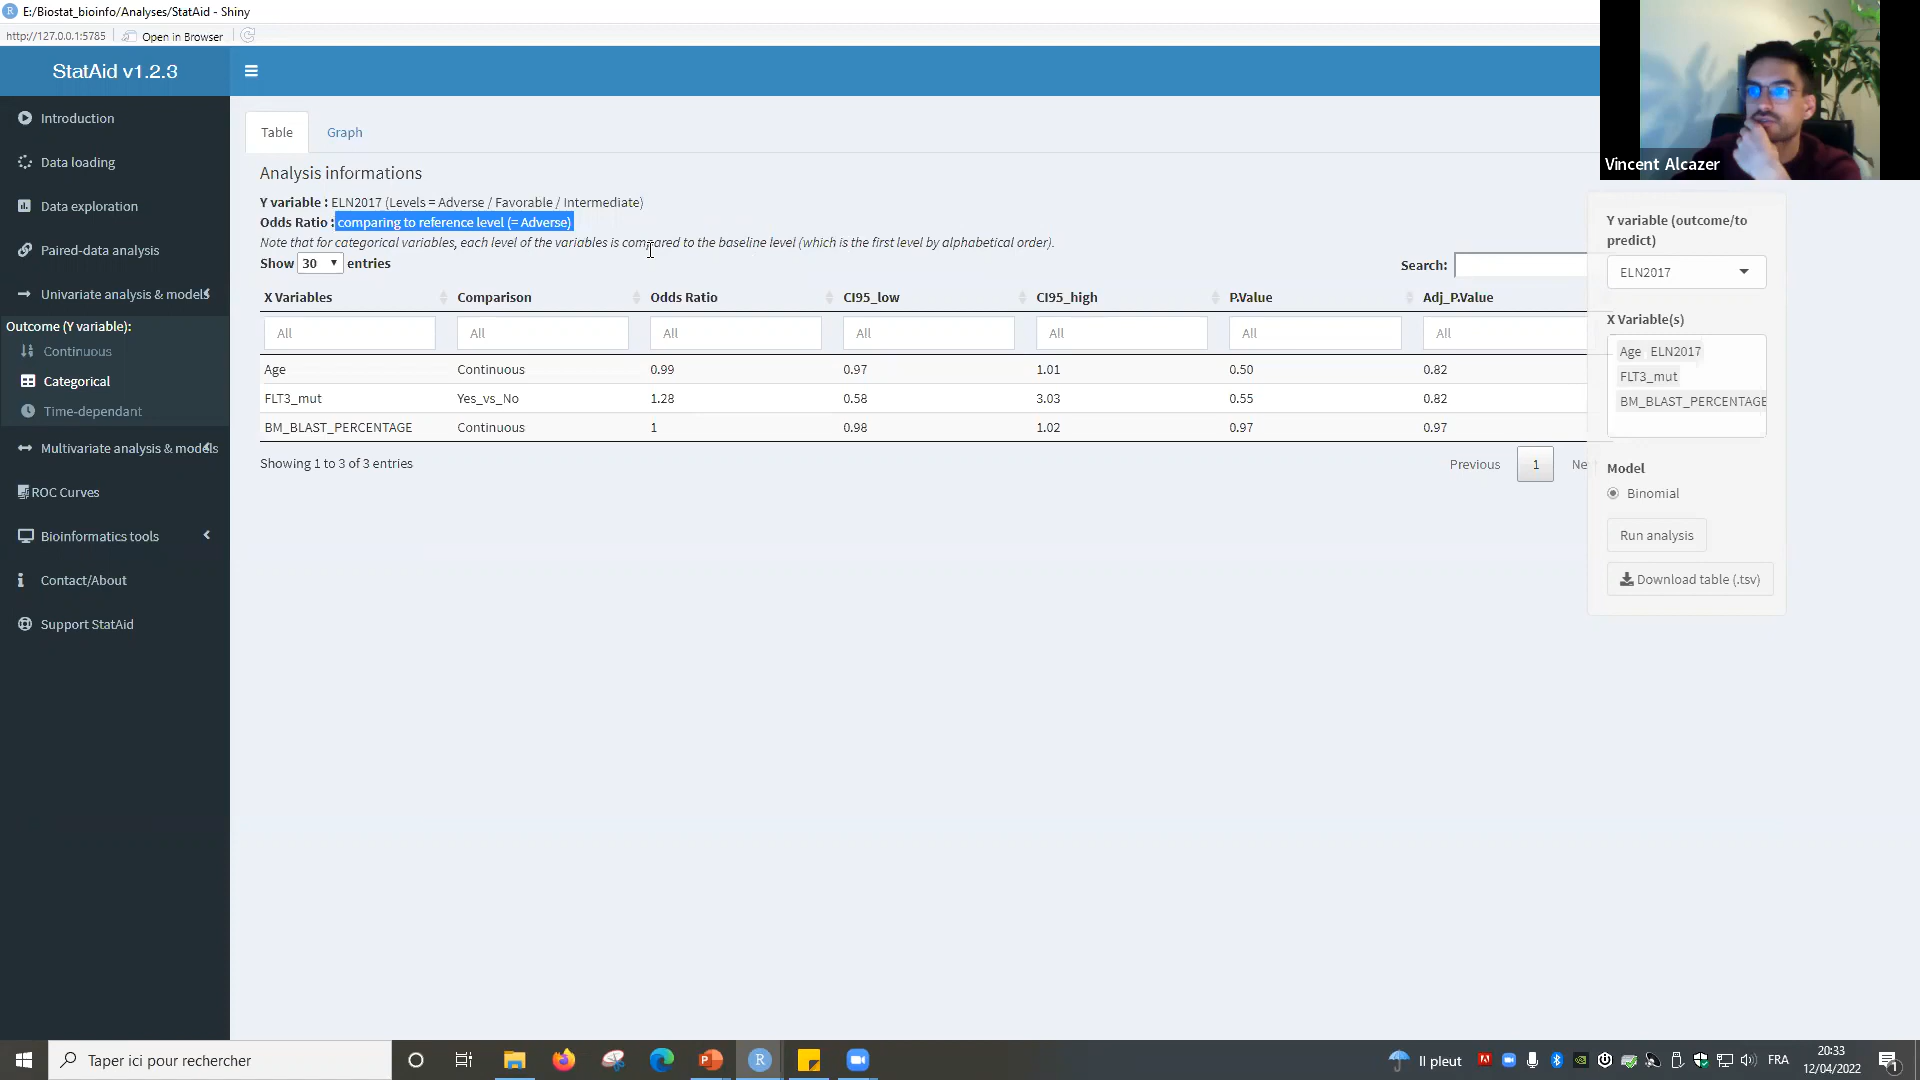 E:/Biostat_bioinfo/Analyses/StatAid - Shiny
http://127.0.0.1:5785 Open in Browser
StatAid v1.2.3
Introduction
Data loading
Data exploration
Paired-data analysis
Univariate analysis & models
Outcome (Y variable):
Continuous
Categorical
Time-dependant
Multivariate analysis & models
ROC Curves
Bioinformatics tools
Contact/About
Support StatAid
Table Graph
Analysis informations
Y variable : ELN2017 (Levels = Adverse / Favorable / Intermediate)
Odds Ratio : comparing to reference level (= Adverse)
Note that for categorical variables, each level of the variables is compared to the baseline level (which is the first level by alphabetical order).
Show 30 entries
Search:
X Variables Comparison Odds Ratio CI95_low CI95_high P.Value Adj_P.Value
All All All All All All All
Age Continuous 0.99 0.97 1.01 0.50 0.82
FLT3_mut Yes_vs_No 1.28 0.58 3.03 0.55 0.82
BM_BLAST_PERCENTAGE Continuous 1 0.98 1.02 0.97 0.97
Showing 1 to 3 of 3 entries
Previous 1 Ne
Vincent Alcazer
Y variable (outcome/to
predict)
ELN2017
X Variable(s)
Age ELN2017
FLT3_mut
BM_BLAST_PERCENTAGE
Model
Binomial
Run analysis
Download table (.tsv)
Taper ici pour rechercher
Il pleut
FRA
20:33
12/04/2022
1